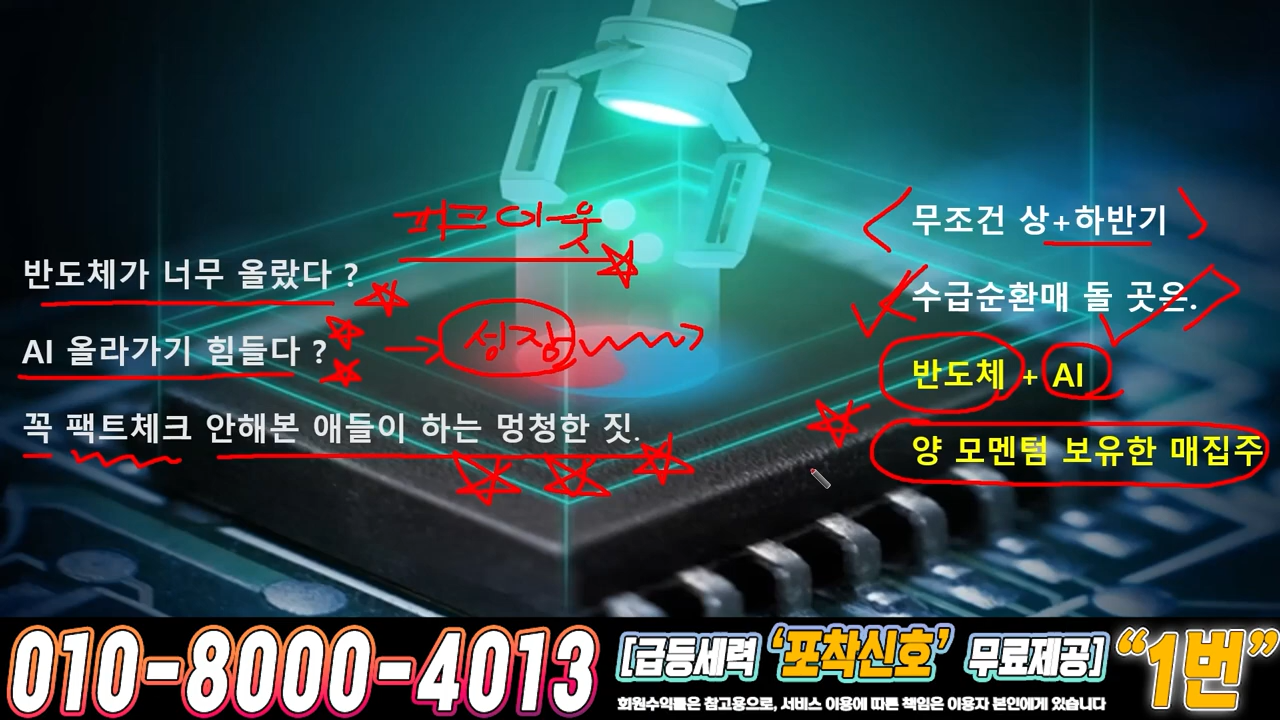 피크아웃
반도체가 너무 올랐다 ?
AI 올라가기 힘들다 ?
성장
꼭 팩트체크 안해본 애들이 하는 멍청한 짓.
무조건 상+하반기
수급순환매 돌 곳은.
반도체 + AI
양 모멘텀 보유한 매집주
010-8000-4013
[급등세력 '포착신호' 무료제공] "1번"
회원수익률은 참고용으로, 서비스 이용에 따른 책임은 이용자 본인에게 있습니다